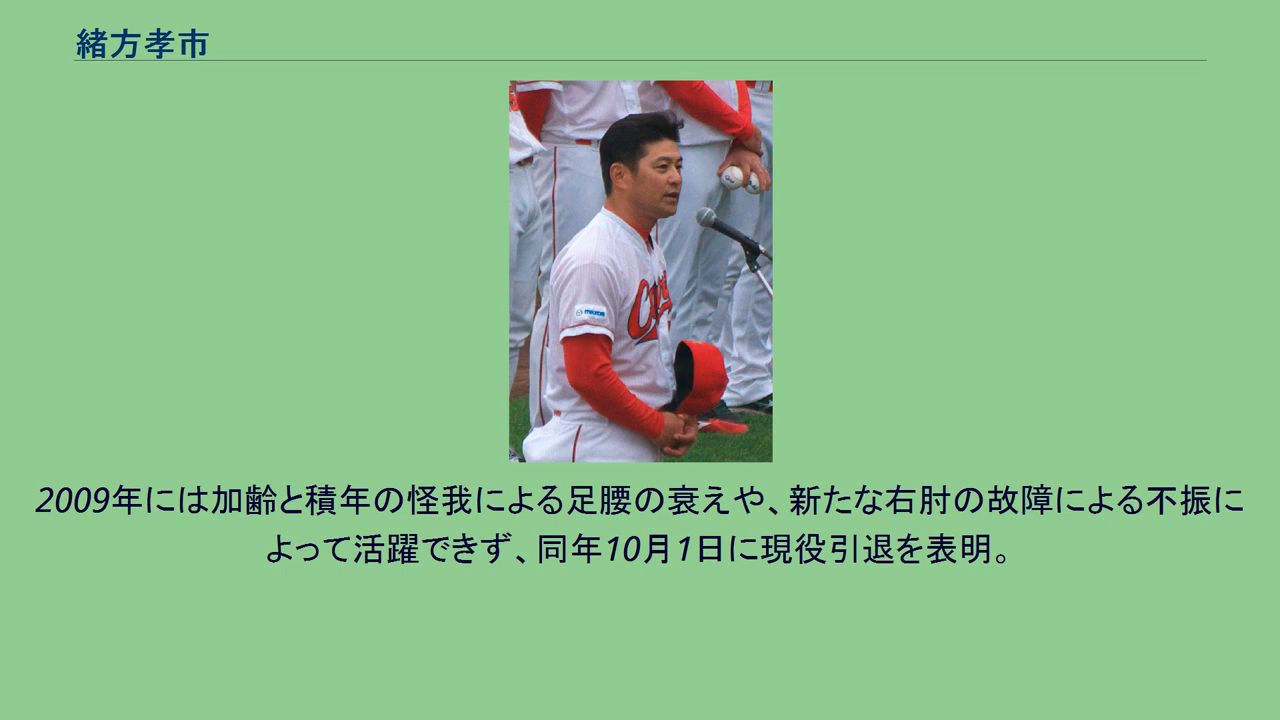 緒方孝市
mazda
2009年には加齢と積年の怪我による足腰の衰えや、新たな右肘の故障による不振に
よって活躍できず、同年10月1日に現役引退を表明。